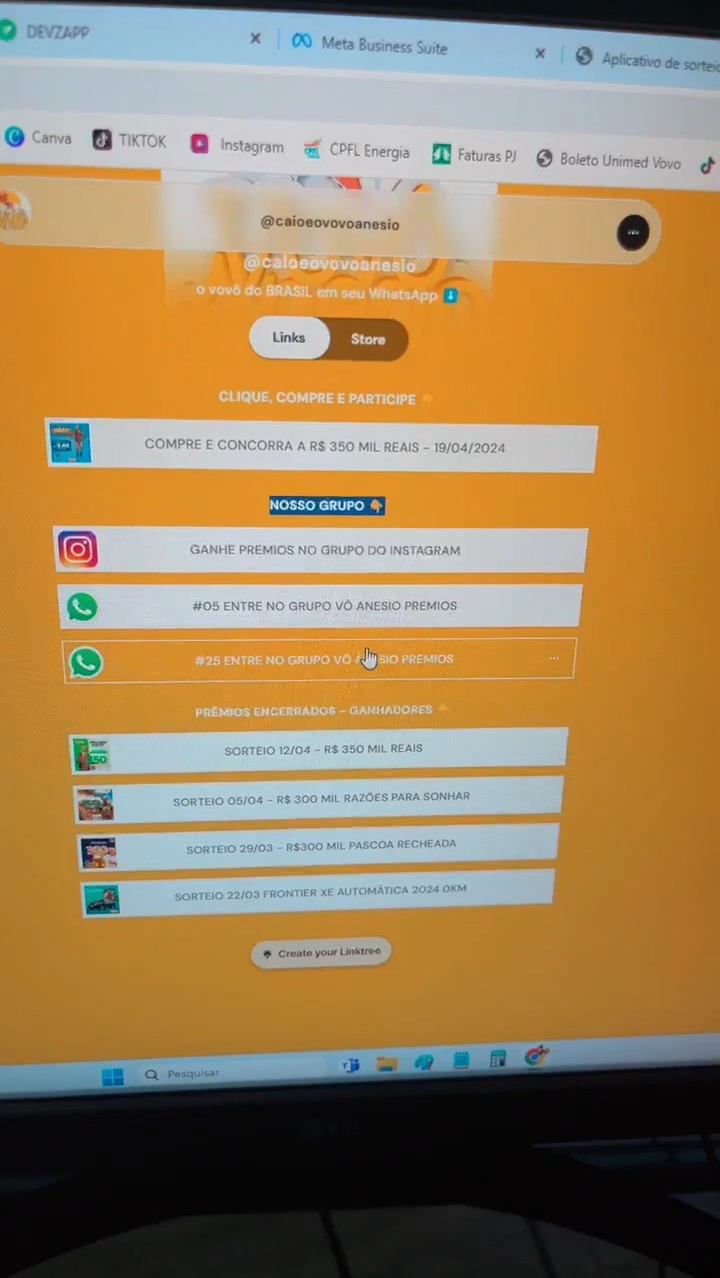 DEVZAPP
Meta Business Suite
Aplicativo de sorteio
Canva
TIKTOK
Instagram
CPFL Energia
Faturas PJ
Boleto Unimed Vovo
@caioeovovoanesio
@caioeovovoanesio
o vovô do BRASIL em seu WhatsApp
Links
Store
CLIQUE, COMPRE E PARTICIPE
COMPRE E CONCORRA A R$ 350 MIL REAIS - 19/04/2024
NOSSO GRUPO
GANHE PREMIOS NO GRUPO DO INSTAGRAM
#05 ENTRE NO GRUPO VÔ ANESIO PREMIOS
#25 ENTRE NO GRUPO VÔ ANESIO PREMIOS
PRÊMIOS ENCERRADOS - GANHADORES
SORTEIO 12/04 - R$ 350 MIL REAIS
SORTEIO 05/04 - R$ 300 MIL RAZÕES PARA SONHAR
SORTEIO 29/03 - R$300 MIL PASCOA RECHEADA
SORTEIO 22/03 FRONTIER XE AUTOMÁTICA 2024 0KM
Create your Linktree
Pesquisar